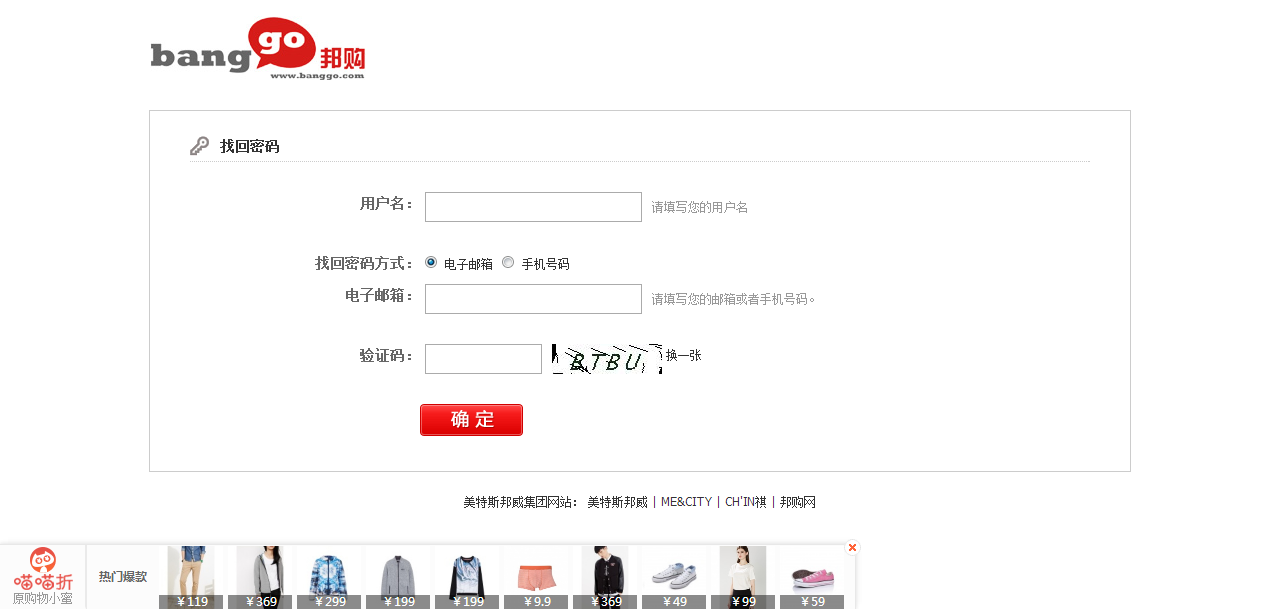 bang go 邦购
www.banggo.com
找回密码
用户名： 请填写您的用户名
找回密码方式： 电子邮箱 手机号码
电子邮箱： 请填写您的邮箱或者手机号码。
验证码： BTBU 换一张
确 定
美特斯邦威集团网站： 美特斯邦威 | ME&CITY | CH'IN祺 | 邦购网
喵喵折
原购物小蜜
热门爆款
￥119 ￥369 ￥299 ￥199 ￥199 ￥9.9 ￥369 ￥49 ￥99 ￥59